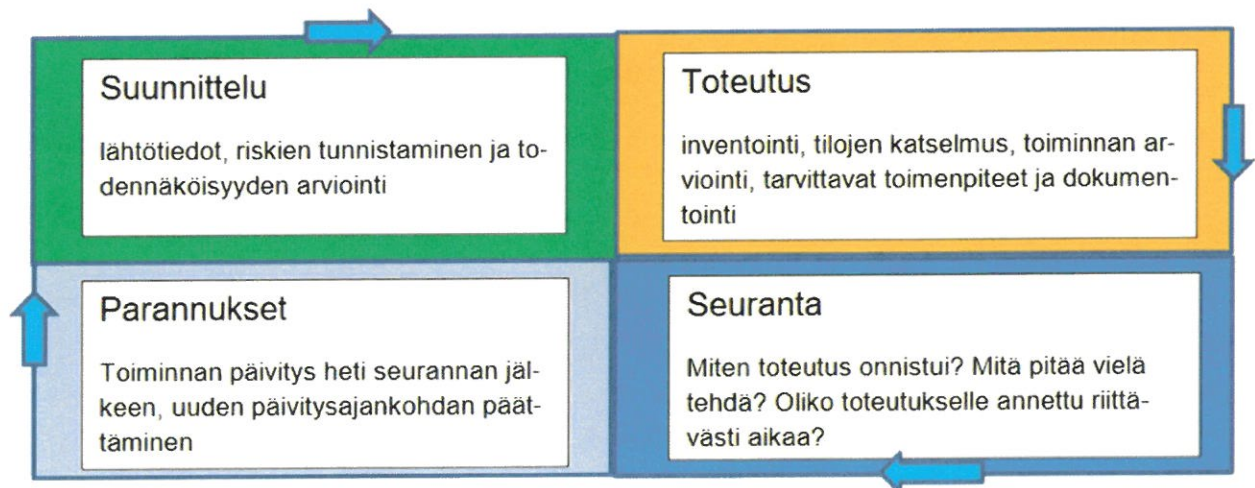 Suunnittelu
lähtötiedot, riskien tunnistaminen ja to-
dennäköisyyden arviointi
Toteutus
inventointi, tilojen katselmus, toiminnan ar-
viointi, tarvittavat toimenpiteet ja dokumen-
tointi
Parannukset
Toiminnan päivitys heti seurannan jäl-
keen, uuden päivitysajankohdan päät-
täminen
Seuranta
Miten toteutus onnistui? Mitä pitää vielä
tehdä? Oliko toteutukselle annettu riittä-
västi aikaa?